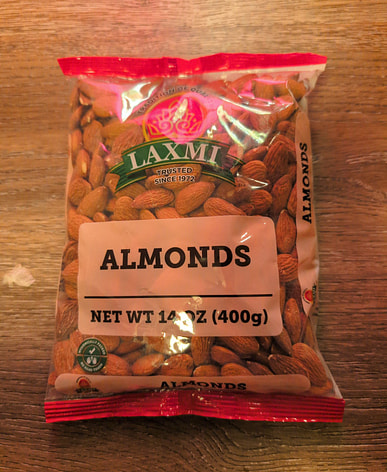 LAXMI
TRUSTED
SINCE 1972
ALMONDS
NET WT 14 OZ (400g)
ALMONDS
ALMONDS